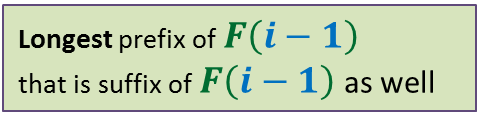 Longest prefix of F(i − 1)
that is suffix of F(i − 1) as well